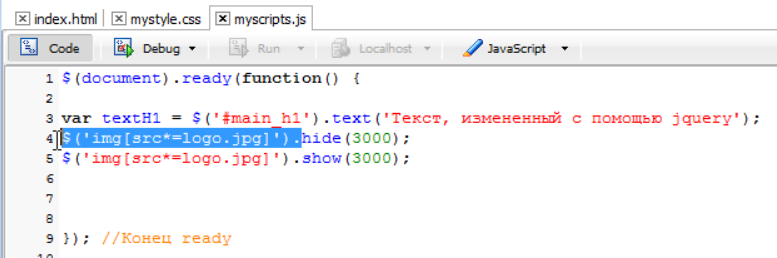 index.html mystyle.css myscripts.js
Code Debug Run Localhost JavaScript
1 $(document).ready(function() {
2
3 var textH1 = $('#main_h1').text('Текст, измененный с помощью jquery');
4 $('img[src*=logo.jpg]').hide(3000);
5 $('img[src*=logo.jpg]').show(3000);
6
7
8
9 }); //Конец ready
10